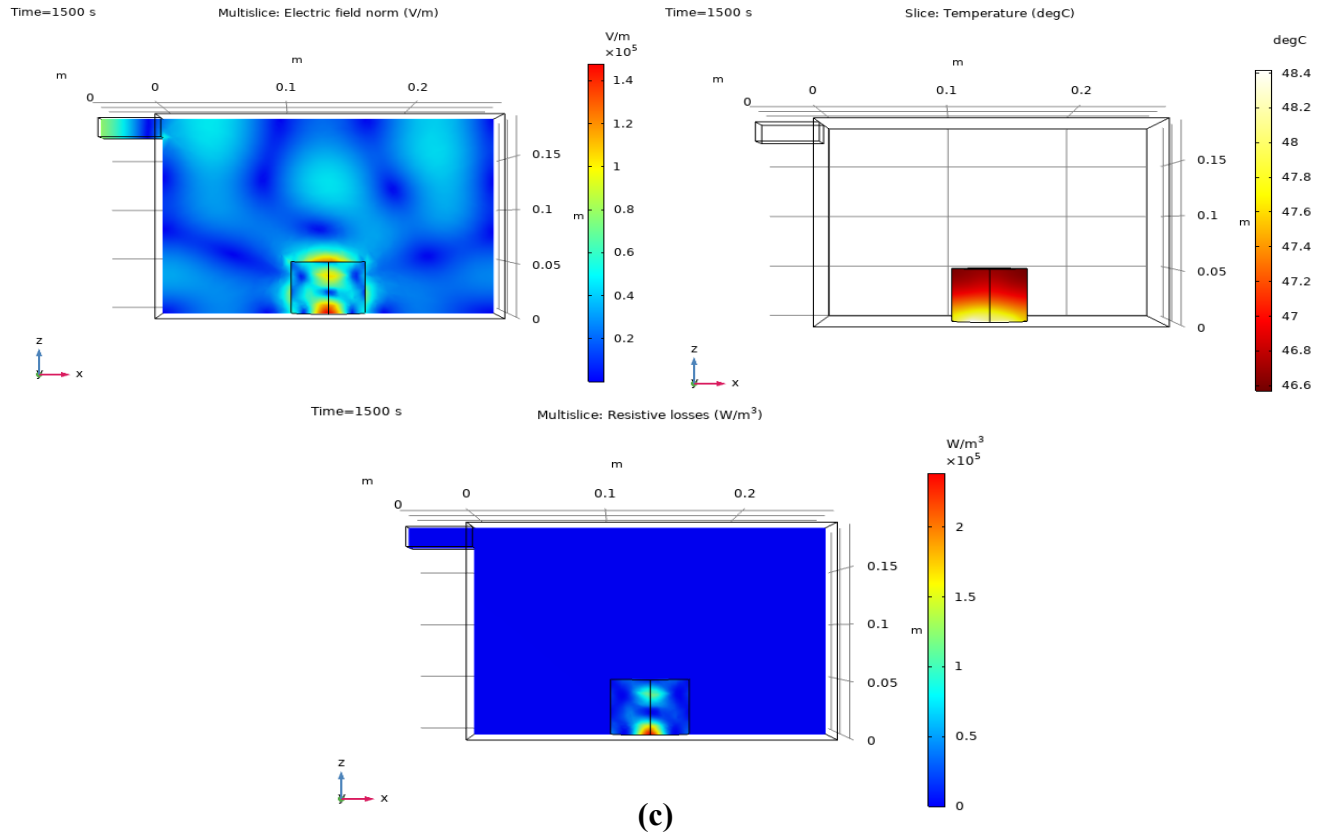 Time=1500 s
Multislice: Electric field norm (V/m)
V/m
×10⁵
m
m
0
0
0.1
0.2
1.4
1.2
1
0.8
0.6
0.4
0.2
0.15
0.1
m
0.05
0
z
y
x
Time=1500 s
Slice: Temperature (degC)
degC
m
m
0
0
0.1
0.2
48.4
48.2
48
47.8
47.6
47.4
47.2
47
46.8
46.6
0.15
0.1
m
0.05
0
z
y
x
Time=1500 s
Multislice: Resistive losses (W/m³)
W/m³
×10⁵
m
m
0
0
0.1
0.2
2
1.5
1
0.5
0
0.15
0.1
m
0.05
0
z
y
x
(c)